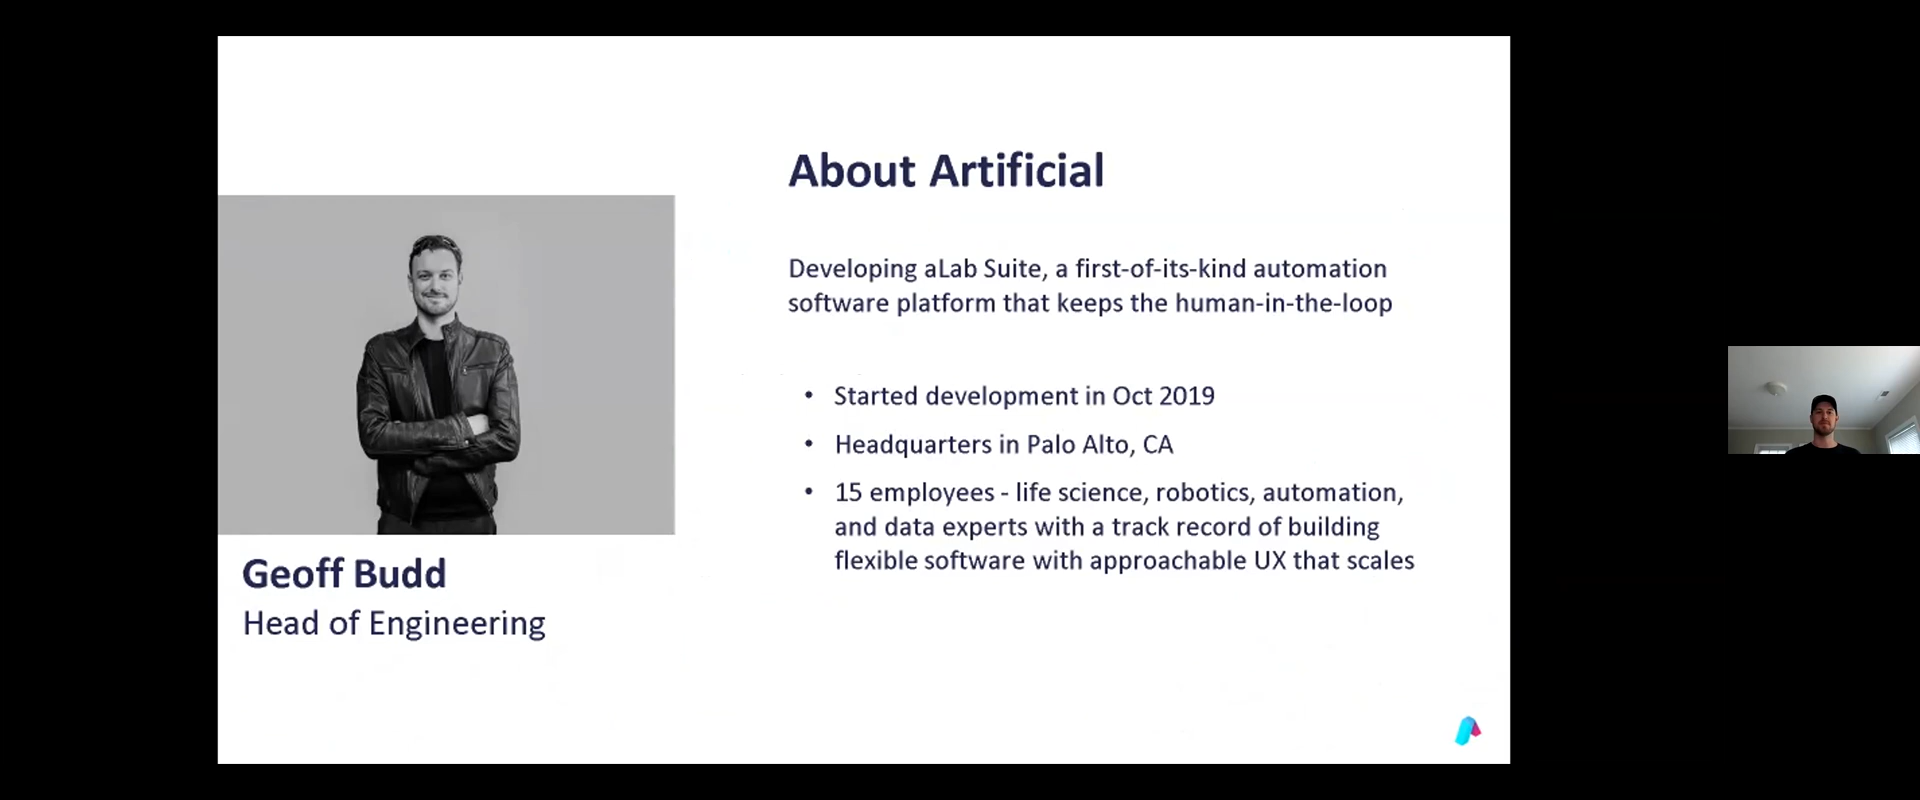 About Artificial
Developing aLab Suite, a first-of-its-kind automation
software platform that keeps the human-in-the-loop
• Started development in Oct 2019
• Headquarters in Palo Alto, CA
• 15 employees - life science, robotics, automation,
and data experts with a track record of building
flexible software with approachable UX that scales
Geoff Budd
Head of Engineering